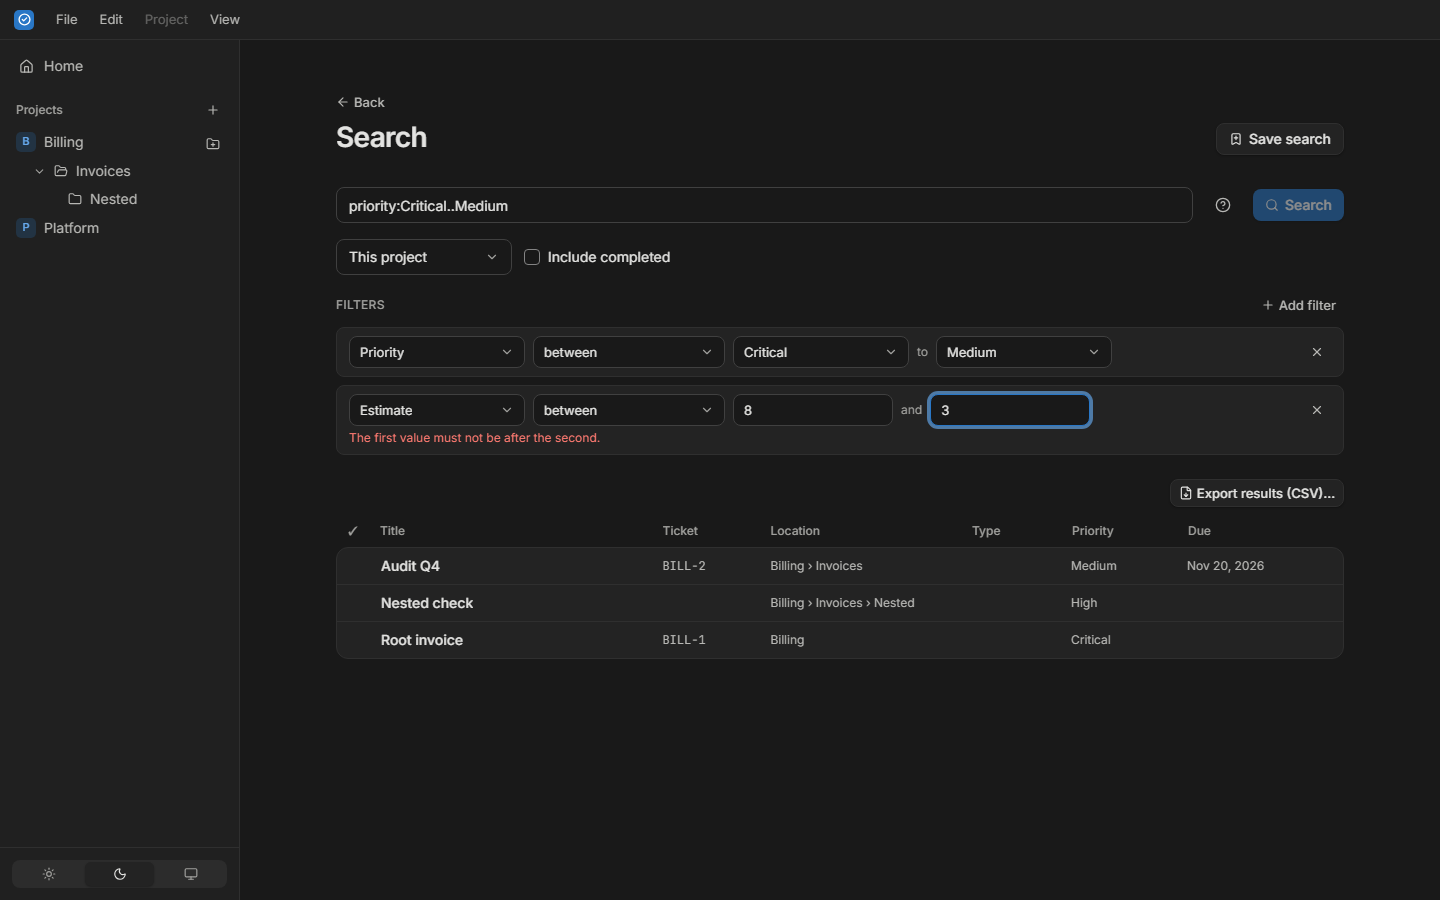 File Edit Project View
Home
Projects
B Billing
Invoices
Nested
P Platform
Back
Search
Save search
priority:Critical..Medium
Search
This project
Include completed
FILTERS
Add filter
Priority between Critical to Medium
Estimate between 8 and 3
The first value must not be after the second.
Export results (CSV)...
✓ Title Ticket Location Type Priority Due
Audit Q4 BILL-2 Billing › Invoices Medium Nov 20, 2026
Nested check Billing › Invoices › Nested High
Root invoice BILL-1 Billing Critical